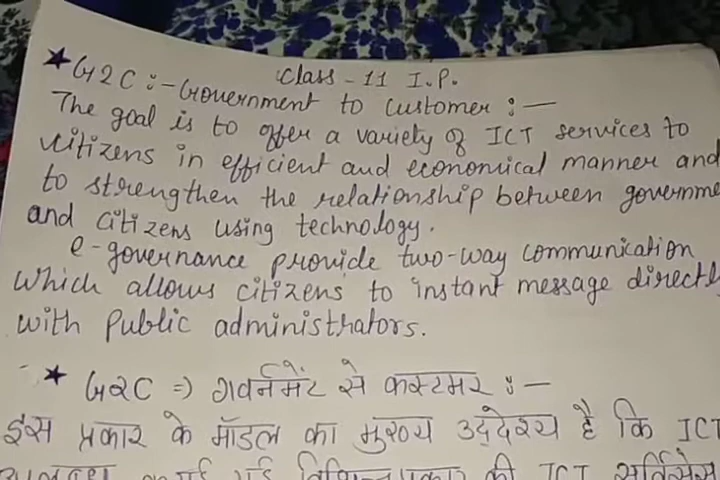 Class - 11 I.P.
★ G2C :- Government to Customer : —
The goal is to offer a variety of ICT services to
citizens in efficient and economical manner and
to strengthen the relationship between governme
and citizens using technology.
e-governance provide two-way communication
which allows citizens to instant message directl
with Public administrators.
★ G2C => गवर्नमेंट से कस्टमर : —
इस प्रकार के मॉडल का मुख्य उद्देश्य है कि ICT
की ICT सर्विसेस